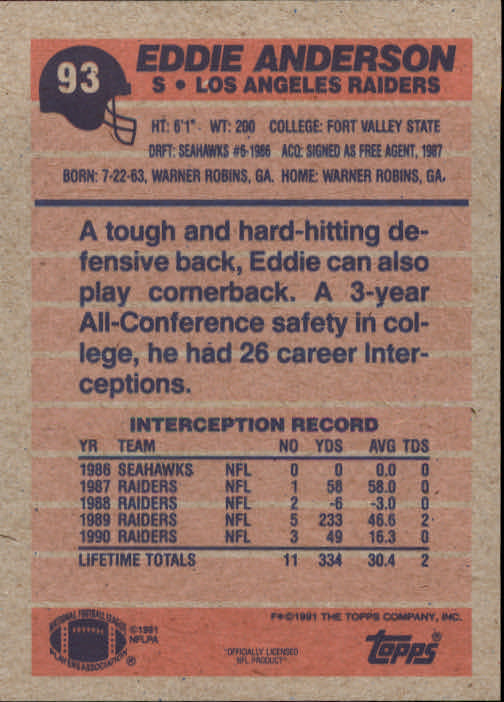 93
EDDIE ANDERSON
S • LOS ANGELES RAIDERS
HT: 6'1" WT: 200 COLLEGE: FORT VALLEY STATE
DRFT: SEAHAWKS #6-1986 ACQ: SIGNED AS FREE AGENT, 1987
BORN: 7-22-63, WARNER ROBINS, GA. HOME: WARNER ROBINS, GA.
A tough and hard-hitting de-
fensive back, Eddie can also
play cornerback. A 3-year
All-Conference safety in col-
lege, he had 26 career Inter-
ceptions.
INTERCEPTION RECORD
YR TEAM NO YDS AVG TDS
1986 SEAHAWKS NFL 0 0 0.0 0
1987 RAIDERS NFL 1 58 58.0 0
1988 RAIDERS NFL 2 -6 -3.0 0
1989 RAIDERS NFL 5 233 46.6 2
1990 RAIDERS NFL 3 49 16.3 0
LIFETIME TOTALS 11 334 30.4 2
NATIONAL FOOTBALL LEAGUE
PLAYERS ASSOCIATION
®
©1991
NFLPA
F*©1991 THE TOPPS COMPANY, INC.
"OFFICIALLY LICENSED
NFL PRODUCT"
topps®